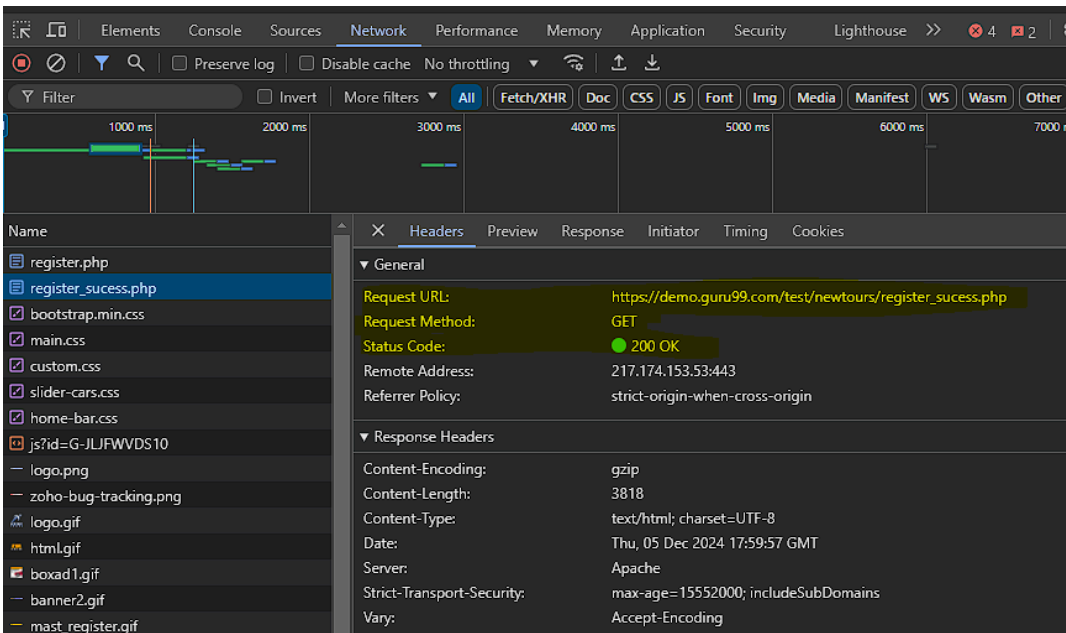 Elements Console Sources Network Performance Memory Application Security Lighthouse 4 2
Preserve log Disable cache No throttling
Filter Invert More filters All Fetch/XHR Doc CSS JS Font Img Media Manifest WS Wasm Other
1000 ms 2000 ms 3000 ms 4000 ms 5000 ms 6000 ms 7000
Name
register.php
register_sucess.php
bootstrap.min.css
main.css
custom.css
slider-cars.css
home-bar.css
js?id=G-JLJFWVDS10
logo.png
zoho-bug-tracking.png
logo.gif
html.gif
boxad1.gif
banner2.gif
mast_register.gif
Headers Preview Response Initiator Timing Cookies
General
Request URL: https://demo.guru99.com/test/newtours/register_sucess.php
Request Method: GET
Status Code: 200 OK
Remote Address: 217.174.153.53:443
Referrer Policy: strict-origin-when-cross-origin
Response Headers
Content-Encoding: gzip
Content-Length: 3818
Content-Type: text/html; charset=UTF-8
Date: Thu, 05 Dec 2024 17:59:57 GMT
Server: Apache
Strict-Transport-Security: max-age=15552000; includeSubDomains
Vary: Accept-Encoding